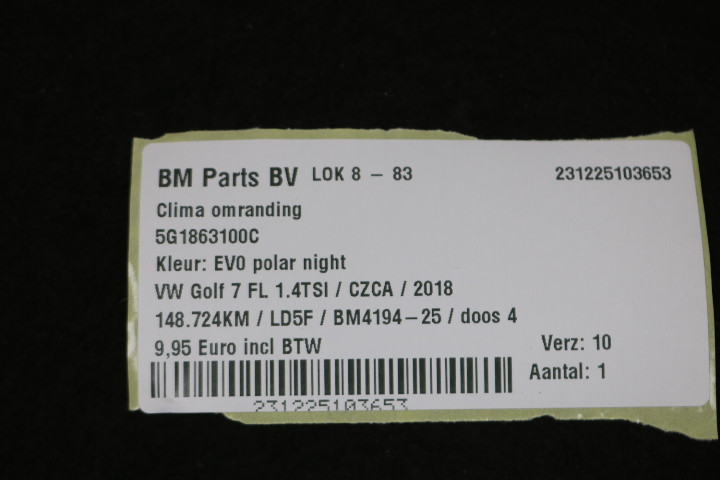 BM Parts BV LOK 8 – 83 231225103653
Clima omranding
5G1863100C
Kleur: EV0 polar night
VW Golf 7 FL 1.4TSI / CZCA / 2018
148.724KM / LD5F / BM4194-25 / doos 4
9,95 Euro incl BTW Verz: 10
Aantal: 1
231225103653